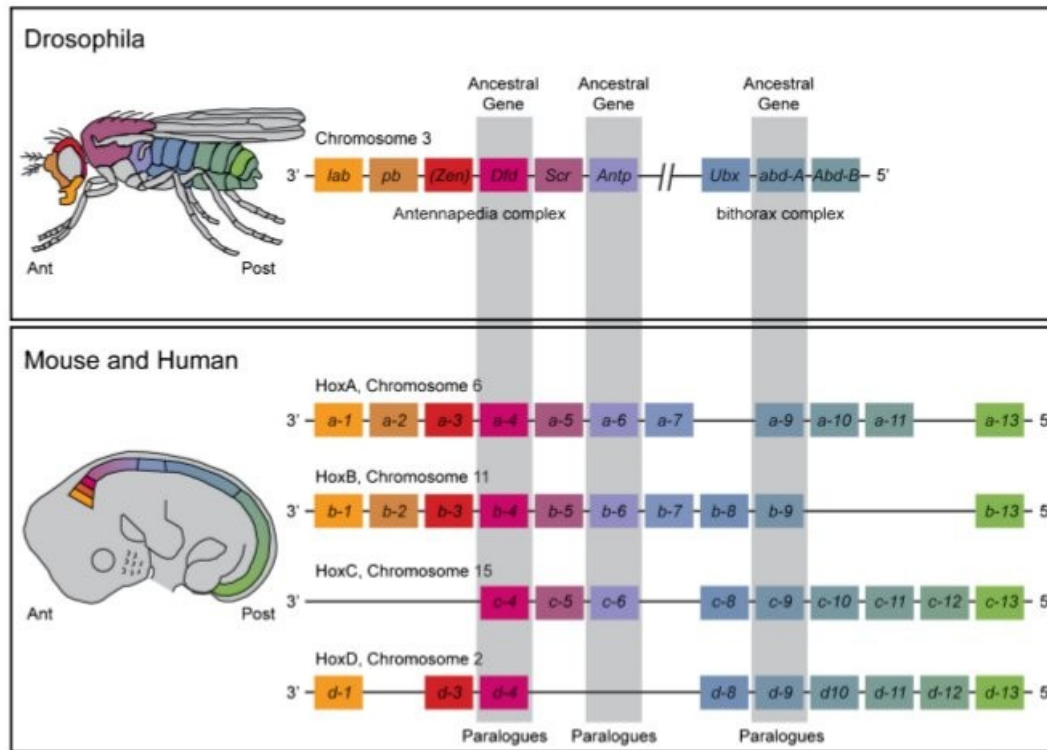 Drosophila
Ancestral Gene
Ancestral Gene
Ancestral Gene
Chromosome 3
3' lab pb (Zen) Dfd Scr Antp // Ubx abd-A Abd-B 5'
Antennapedia complex
bithorax complex
Ant
Post
Mouse and Human
HoxA, Chromosome 6
3' a-1 a-2 a-3 a-4 a-5 a-6 a-7 a-9 a-10 a-11 a-13 5'
HoxB, Chromosome 11
3' b-1 b-2 b-3 b-4 b-5 b-6 b-7 b-8 b-9 b-13 5'
HoxC, Chromosome 15
3' c-4 c-5 c-6 c-8 c-9 c-10 c-11 c-12 c-13 5'
Ant
Post
HoxD, Chromosome 2
3' d-1 d-3 d-4 d-8 d-9 d10 d-11 d-12 d-13 5'
Paralogues
Paralogues
Paralogues